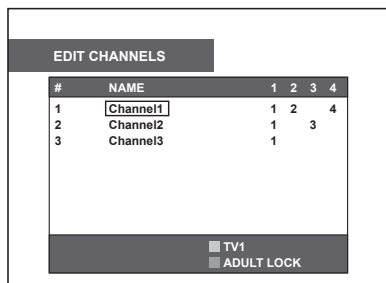 EDIT CHANNELS
# NAME 1 2 3 4
1 Channel1 1 2 4
2 Channel2 1 3
3 Channel3 1
TV1
ADULT LOCK